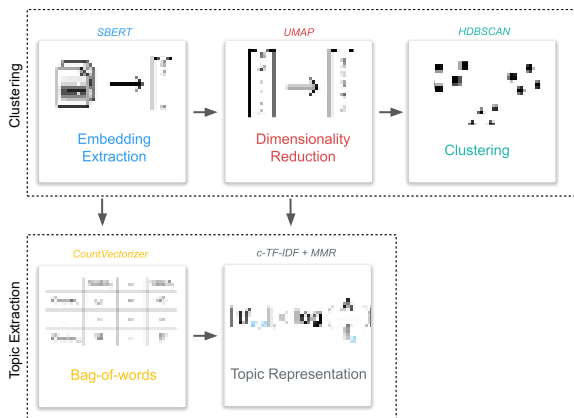 SBERT
UMAP
HDBSCAN
Clustering
Embedding
Extraction
Dimensionality
Reduction
Clustering
CountVectorizer
c-TF-IDF + MMR
Topic Extraction
log
Bag-of-words
Topic Representation